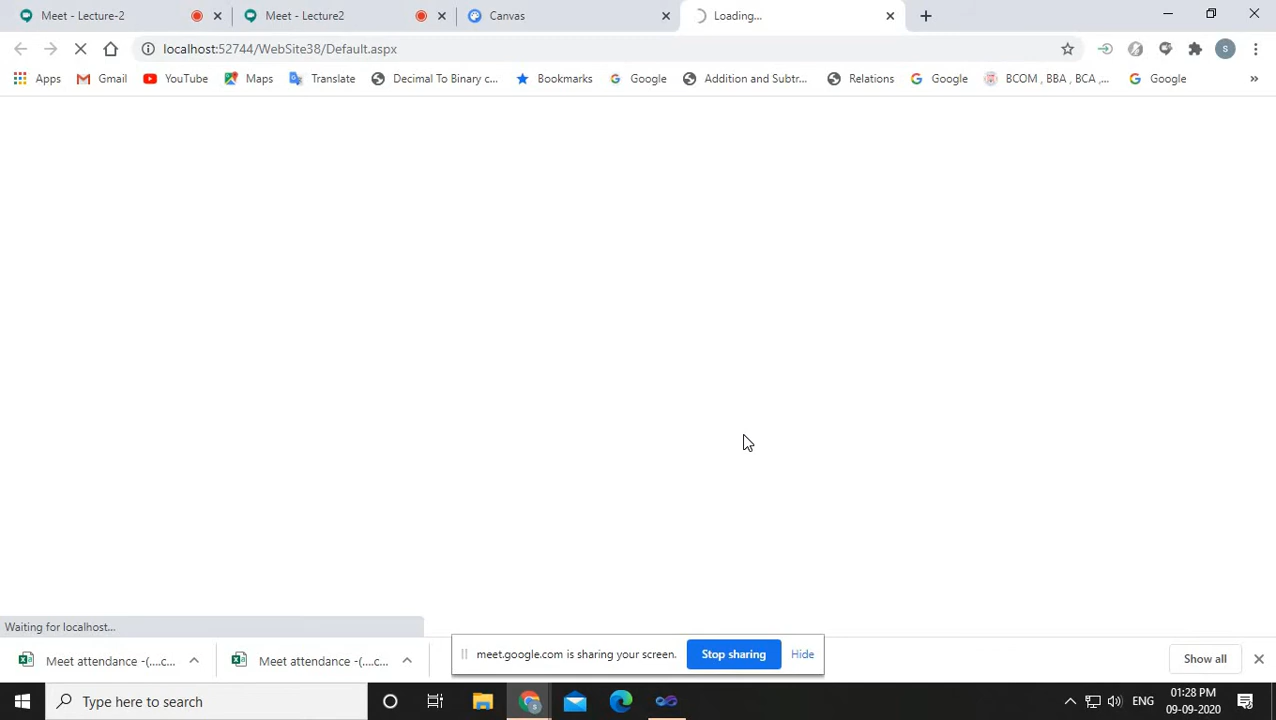 Meet - Lecture-2 Meet - Lecture2 Canvas Loading...
localhost:52744/WebSite38/Default.aspx S
Apps Gmail YouTube Maps Translate Decimal To Binary c... Bookmarks Google Addition and Subtr... Relations Google BCOM , BBA , BCA ,... Google »
Waiting for localhost...
Meet attendance -(....c... Meet attendance -(....c... meet.google.com is sharing your screen. Stop sharing Hide Show all
Type here to search ENG 01:28 PM
09-09-2020